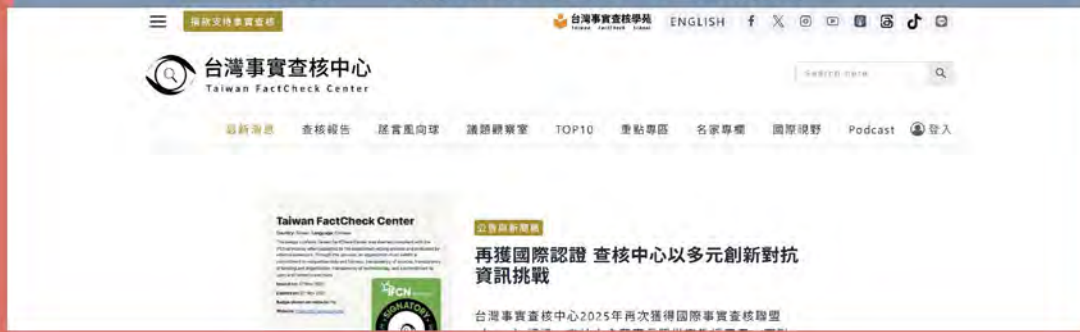 捐款支持事實查核
台灣事實查核學苑 ENGLISH
台灣事實查核中心
Taiwan FactCheck Center
Search here
最新消息 查核報告 謠言風向球 議題觀察室 TOP10 重點專區 名家專欄 國際視野 Podcast 登入
Taiwan FactCheck Center
公告與新聞稿
再獲國際認證 查核中心以多元創新對抗
資訊挑戰
IFCN
SIGNATORY
台灣事實查核中心2025年再次獲得國際事實查核聯盟